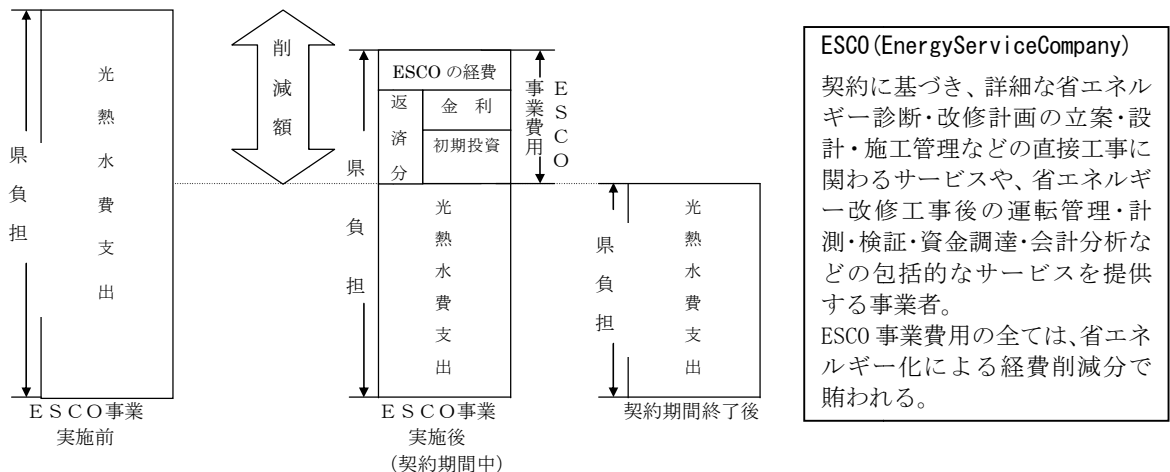 県負担
光熱水費支出
ESCO事業
実施前
削減額
県負担
ESCO の経費
返済分
金 利
初期投資
光熱水費支出
ESCO
事業費用
ESCO事業
実施後
(契約期間中)
県負担
光熱水費支出
契約期間終了後
ESCO(EnergyServiceCompany)
契約に基づき、詳細な省エネル
ギー診断・改修計画の立案・設
計・施工管理などの直接工事に
関わるサービスや、省エネルギ
ー改修工事後の運転管理・計
測・検証・資金調達・会計分析な
どの包括的なサービスを提供
する事業者。
ESCO 事業費用の全ては、省エネ
ルギー化による経費削減分で
賄われる。